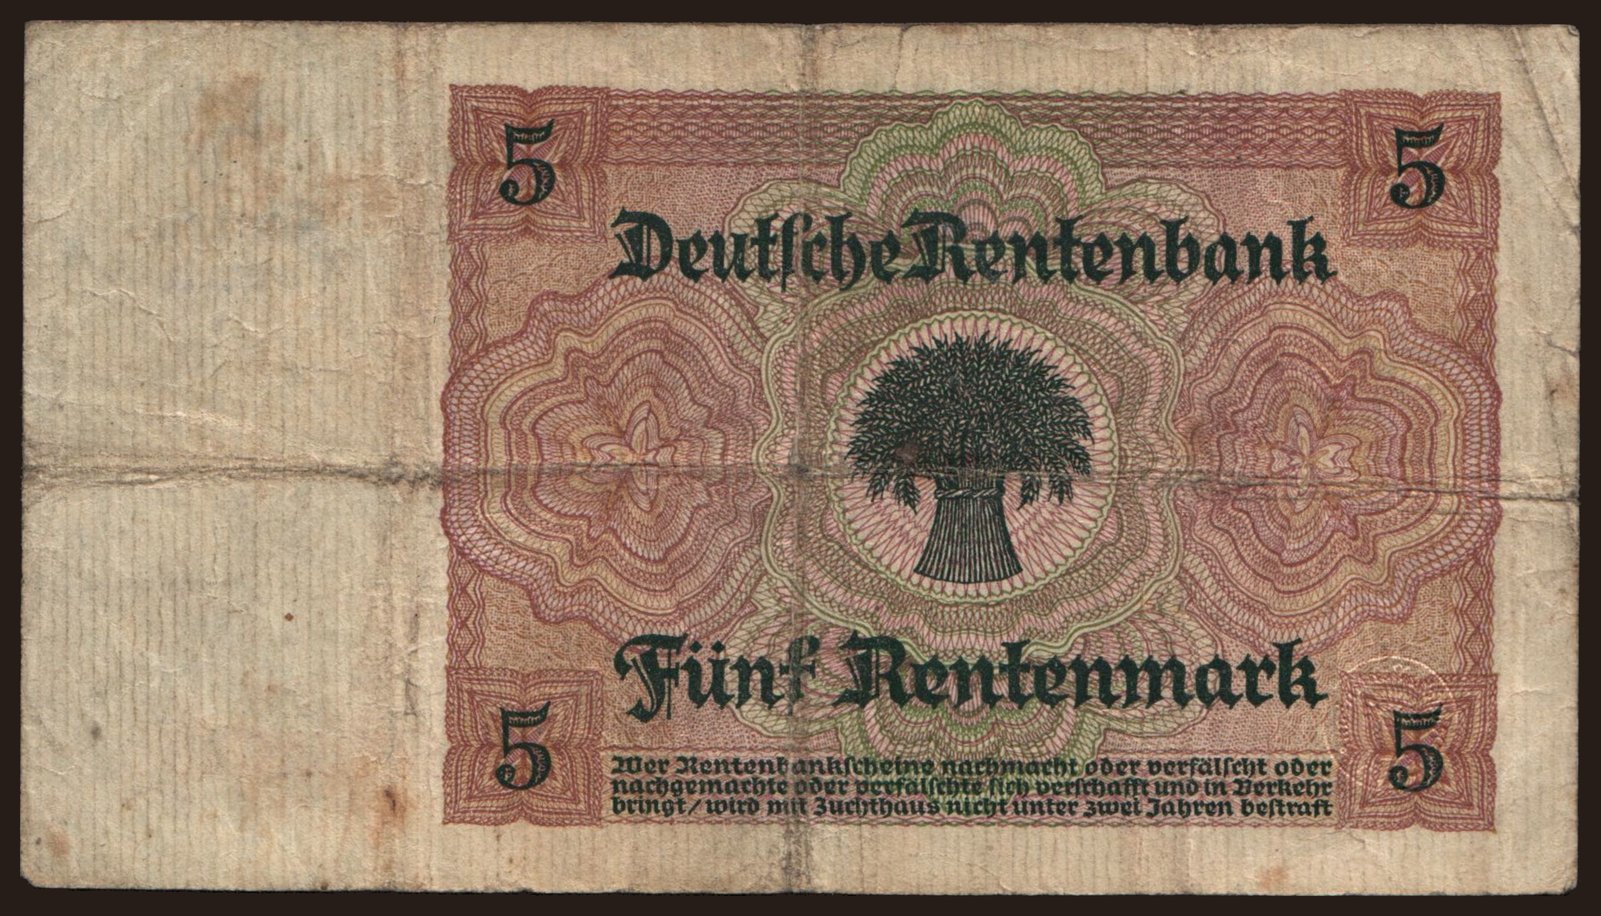 5 5
Deutſche Rentenbank
Fünf Rentenmark
5 5
Wer Rentenbankſcheine nachmacht oder verfälſcht oder
nachgemachte oder verfälſchte ſich verſchafft und in Verkehr
bringt/wird mit Zuchthaus nicht unter zwei Jahren beſtraft